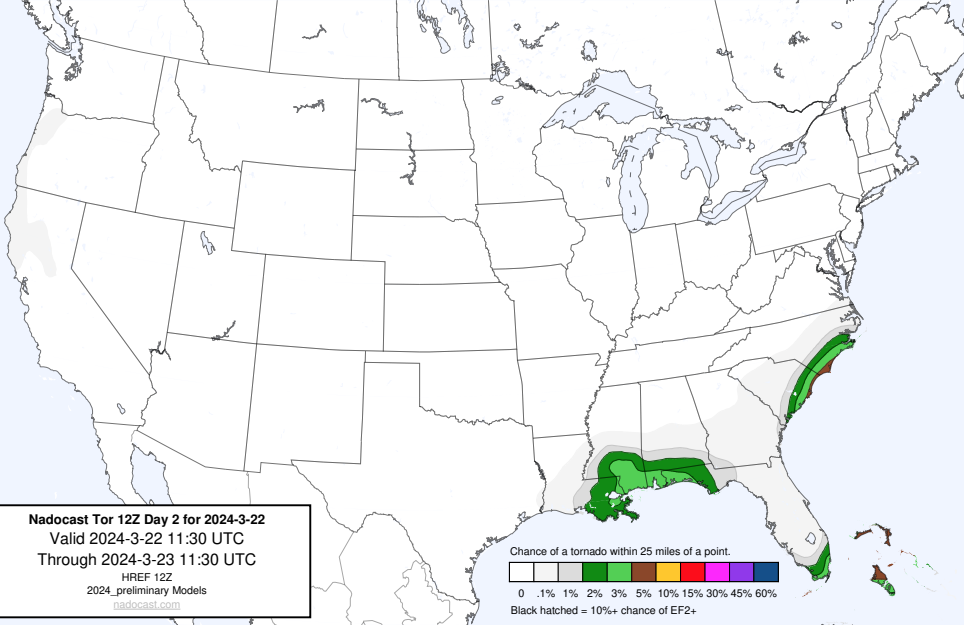 Nadocast Tor 12Z Day 2 for 2024-3-22
Valid 2024-3-22 11:30 UTC
Through 2024-3-23 11:30 UTC
HREF 12Z
2024_preliminary Models
nadocast.com
Chance of a tornado within 25 miles of a point.
0 .1% 1% 2% 3% 5% 10% 15% 30% 45% 60%
Black hatched = 10%+ chance of EF2+